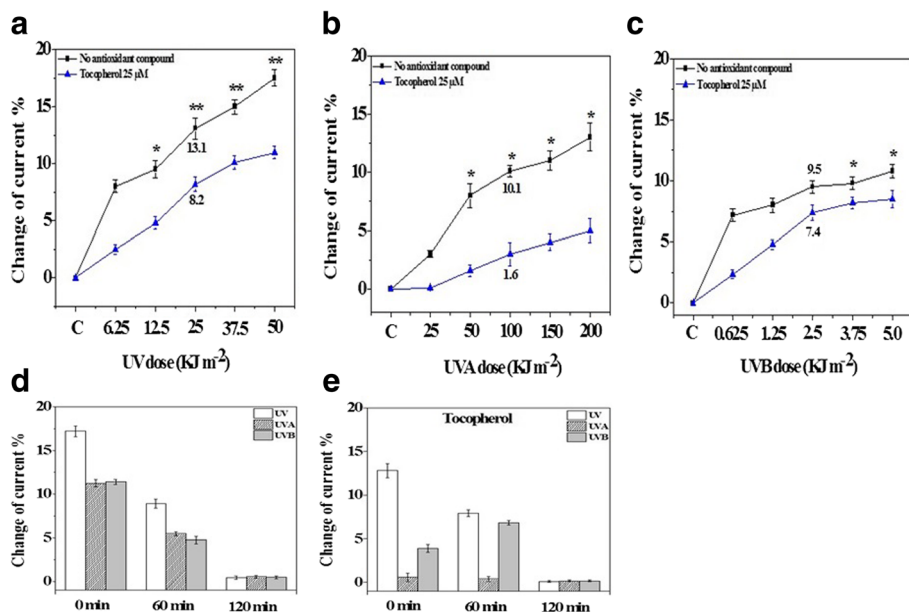 a
20
No antioxidant compound
Tocopherol 25 µM
**
**
**
15
*
13.1
10
8.2
5
0
Change of current %
C 6.25 12.5 25 37.5 50
UV dose (KJ m-2)
b
20
No antioxidant compound
Tocopherol 25 µM
15
* * * *
10
10.1
5
1.6
0
Change of current %
C 25 50 100 150 200
UVA dose (KJ m-2)
c
20
No antioxidant compound
Tocopherol 25 µM
15
9.5 * *
10
7.4
5
0
Change of current %
C 0.625 1.25 2.5 3.75 5.0
UVB dose (KJ m-2)
d
20
UV
UVA
UVB
15
10
5
0
Change of current %
0 min 60 min 120 min
e
20
Tocopherol
UV
UVA
UVB
15
10
5
0
Change of current %
0 min 60 min 120 min